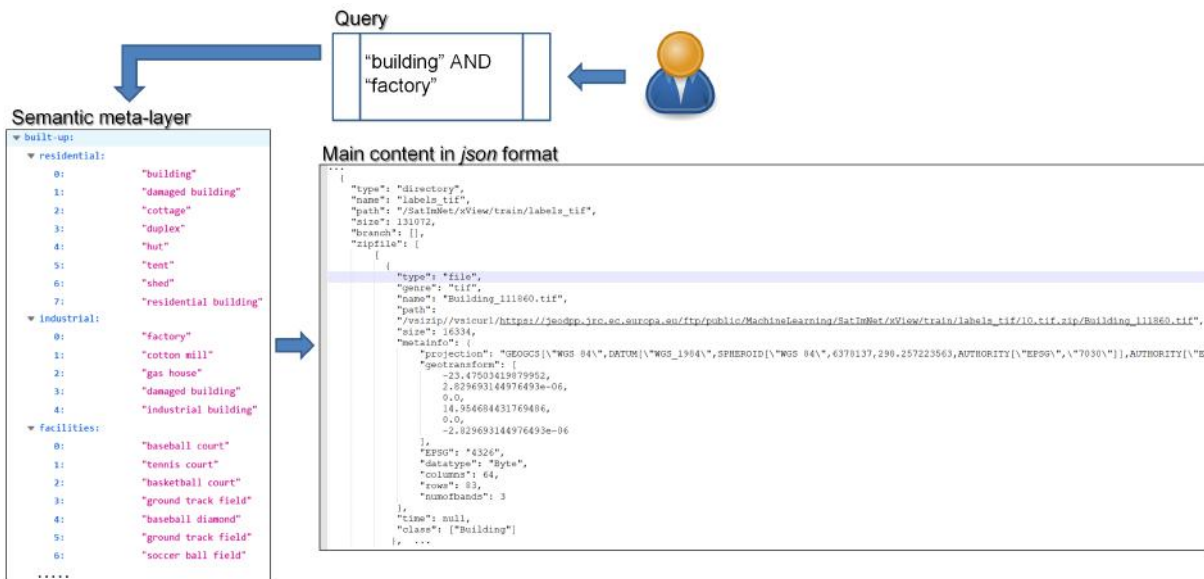 Query
"building" AND
"factory"
Semantic meta-layer
built-up:
residential:
0: "building"
1: "damaged building"
2: "cottage"
3: "duplex"
4: "hut"
5: "tent"
6: "shed"
7: "residential building"
industrial:
0: "factory"
1: "cotton mill"
2: "gas house"
3: "damaged building"
4: "industrial building"
facilities:
0: "baseball court"
1: "tennis court"
2: "basketball court"
3: "ground track field"
4: "baseball diamond"
5: "ground track field"
6: "soccer ball field"
.....
Main content in json format
...
{
"type": "directory",
"name": "labels_tif",
"path": "/SatImNet/xView/train/labels_tif",
"size": 131072,
"branch": [],
"zipfile": [
[
{
"type": "file",
"genre": "tif",
"name": "Building_111860.tif",
"path":
"/vsizip//vsicurl/https://jeodpp.jrc.ec.europa.eu/ftp/public/MachineLearning/SatImNet/xView/train/labels_tif/10.tif.zip/Building_111860.tif",
"size": 16334,
"metainfo": {
"projection": "GEOGCS[\"WGS 84\",DATUM[\"WGS_1984\",SPHEROID[\"WGS 84\",6378137,298.257223563,AUTHORITY[\"EPSG\",\"7030\"]],AUTHORITY[\"E
"geotransform": [
-23.47503419879952,
2.829693144976493e-06,
0.0,
14.954684431769486,
0.0,
-2.829693144976493e-06
],
"EPSG": "4326",
"datatype": "Byte",
"columns": 64,
"rows": 83,
"numofbands": 3
},
"time": null,
"class": ["Building"]
}, ...